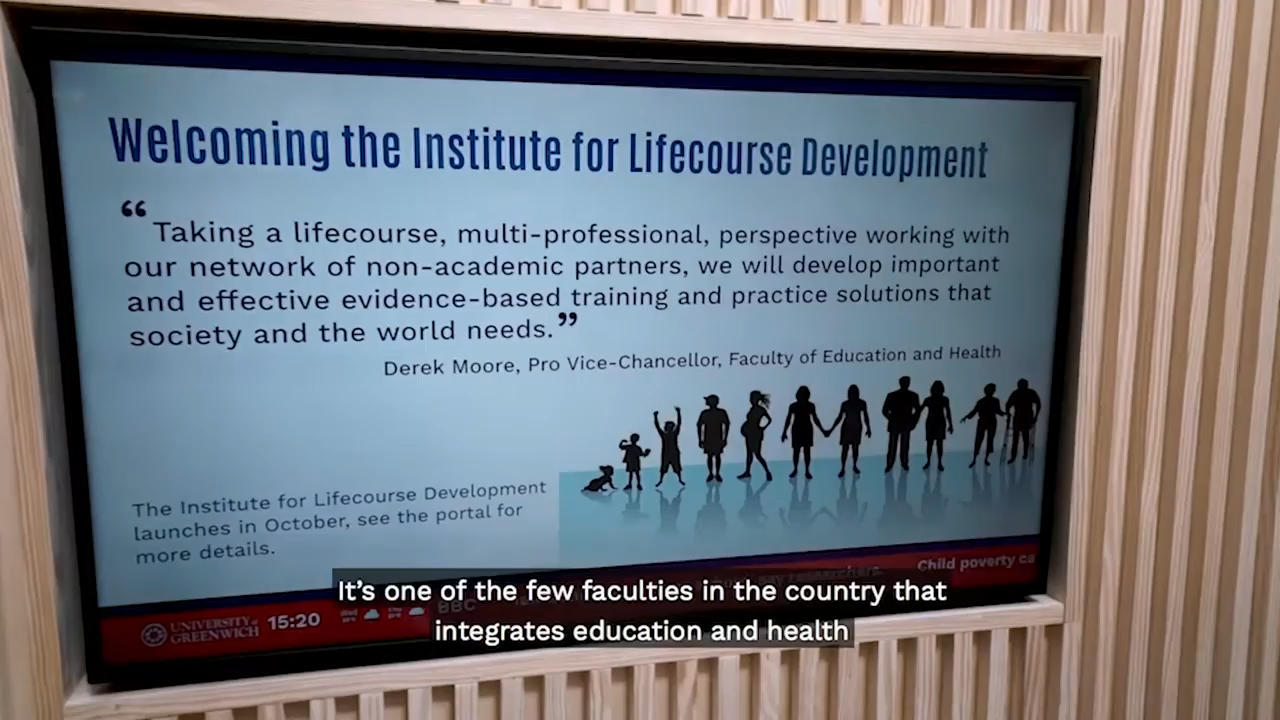 Welcoming the Institute for Lifecourse Development
“Taking a lifecourse, multi-professional, perspective working with
our network of non-academic partners, we will develop important
and effective evidence-based training and practice solutions that
society and the world needs.”
Derek Moore, Pro Vice-Chancellor, Faculty of Education and Health
The Institute for Lifecourse Development
launches in October, see the portal for
more details.
Child poverty ca
It’s one of the few faculties in the country that
integrates education and health
UNIVERSITY of
GREENWICH
15:20
BBC